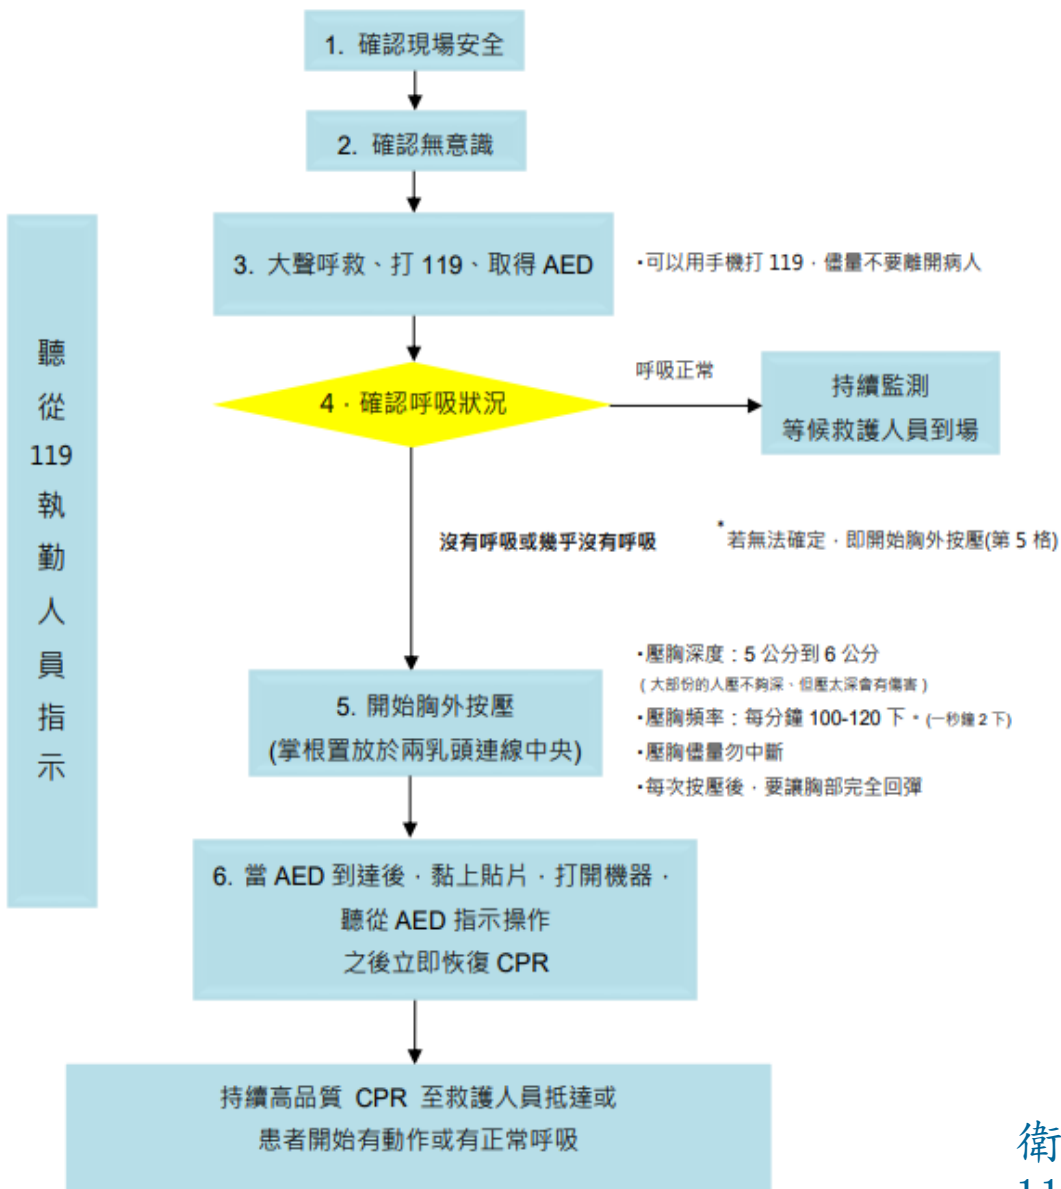 1. 確認現場安全
2. 確認無意識
3. 大聲呼救、打 119、取得 AED
・可以用手機打 119，儘量不要離開病人
聽從119執勤人員指示
4．確認呼吸狀況
呼吸正常
持續監測
等候救護人員到場
沒有呼吸或幾乎沒有呼吸
*若無法確定，即開始胸外按壓(第 5 格)
5. 開始胸外按壓
(掌根置放於兩乳頭連線中央)
・壓胸深度：5 公分到 6 公分
（大部份的人壓不夠深、但壓太深會有傷害）
・壓胸頻率：每分鐘 100-120 下。(一秒鐘 2 下)
・壓胸儘量勿中斷
・每次按壓後，要讓胸部完全回彈
6. 當 AED 到達後，黏上貼片，打開機器，
聽從 AED 指示操作
之後立即恢復 CPR
持續高品質 CPR 至救護人員抵達或
患者開始有動作或有正常呼吸
衛